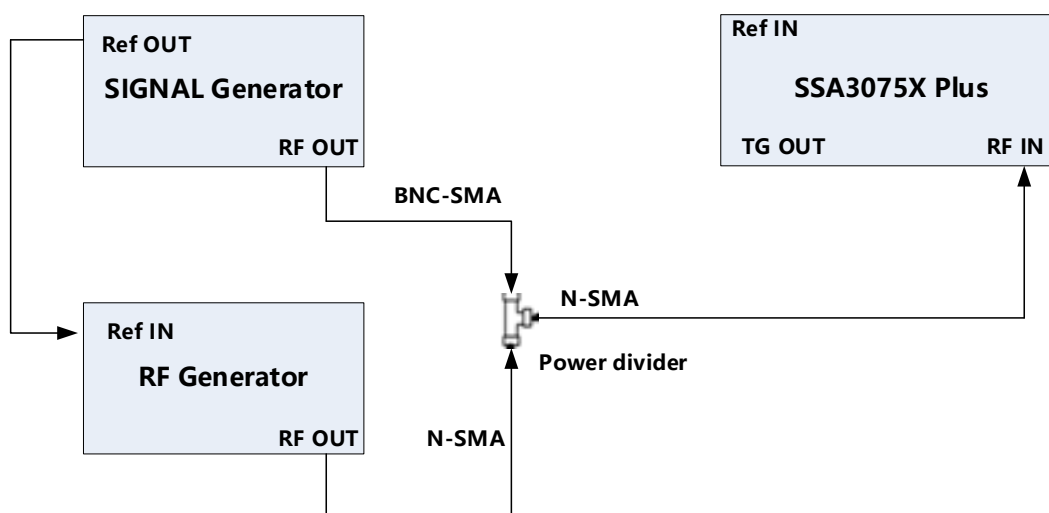 Ref OUT
SIGNAL Generator
RF OUT
Ref IN
SSA3075X Plus
TG OUT RF IN
BNC-SMA
N-SMA
Power divider
Ref IN
RF Generator
RF OUT
N-SMA